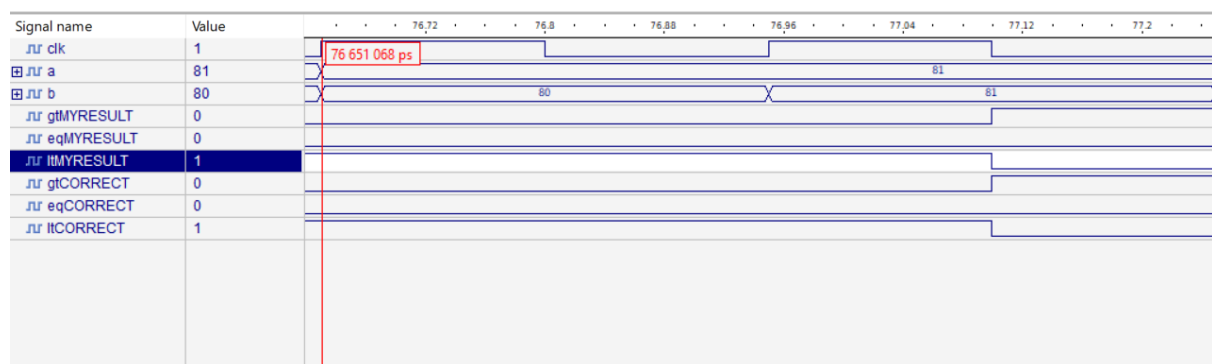 Signal name Value 76.72 76.8 76.88 76.96 77.04 77.12 77.2
clk 1 76 651 068 ps
a 81 81
b 80 80 81
gtMYRESULT 0
eqMYRESULT 0
ltMYRESULT 1
gtCORRECT 0
eqCORRECT 0
ltCORRECT 1